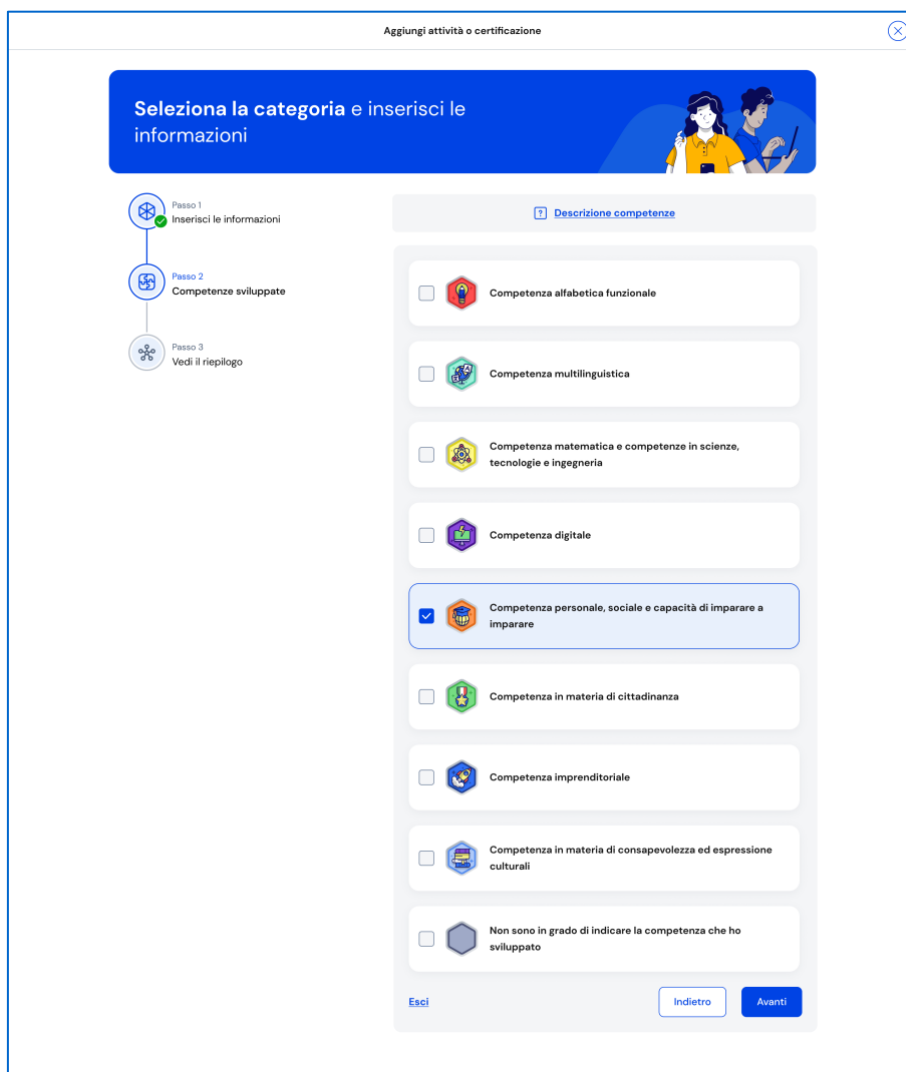 Aggiungi attività o certificazione
Seleziona la categoria e inserisci le
informazioni
Passo 1
Inserisci le informazioni
Passo 2
Competenze sviluppate
Passo 3
Vedi il riepilogo
? Descrizione competenze
Competenza alfabetica funzionale
Competenza multilinguistica
Competenza matematica e competenze in scienze,
tecnologie e ingegneria
Competenza digitale
Competenza personale, sociale e capacità di imparare a
imparare
Competenza in materia di cittadinanza
Competenza imprenditoriale
Competenza in materia di consapevolezza ed espressione
culturali
Non sono in grado di indicare la competenza che ho
sviluppato
Esci
Indietro
Avanti